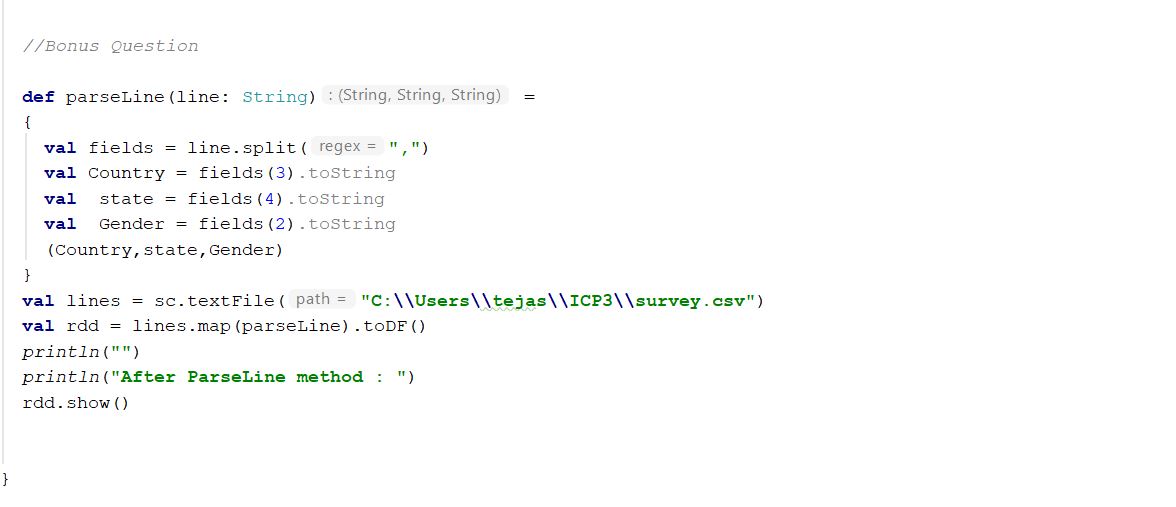 //Bonus Question
def parseLine(line: String) : (String, String, String) =
{
val fields = line.split( regex = ",")
val Country = fields(3).toString
val  state = fields(4).toString
val  Gender = fields(2).toString
(Country,state,Gender)
}
val lines = sc.textFile( path = "C:\\Users\\tejas\\ICP3\\survey.csv")
val rdd = lines.map(parseLine).toDF()
println("")
println("After ParseLine method : ")
rdd.show()
}